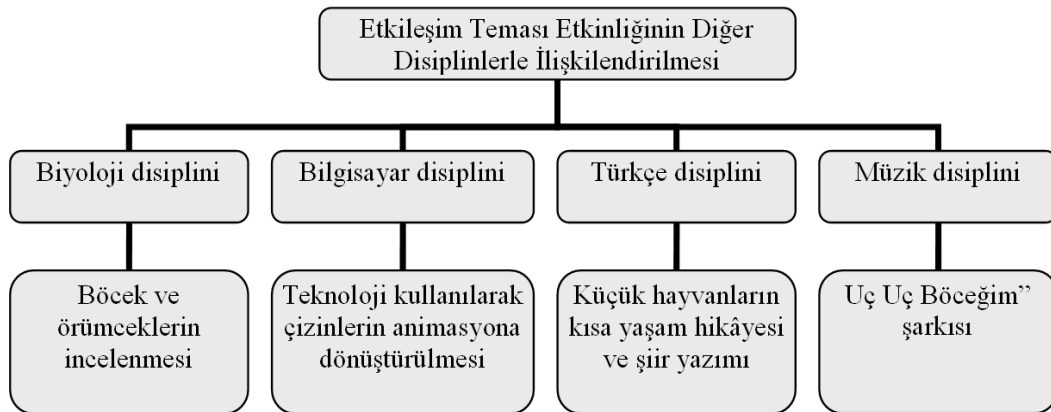 Etkileşim Teması Etkinliğinin Diğer
Disiplinlerle İlişkilendirilmesi
Biyoloji disiplini
Bilgisayar disiplini
Türkçe disiplini
Müzik disiplini
Böcek ve
örümceklerin
incelenmesi
Teknoloji kullanılarak
çizinlerin animasyona
dönüştürülmesi
Küçük hayvanların
kısa yaşam hikâyesi
ve şiir yazımı
Uç Uç Böceğim”
şarkısı